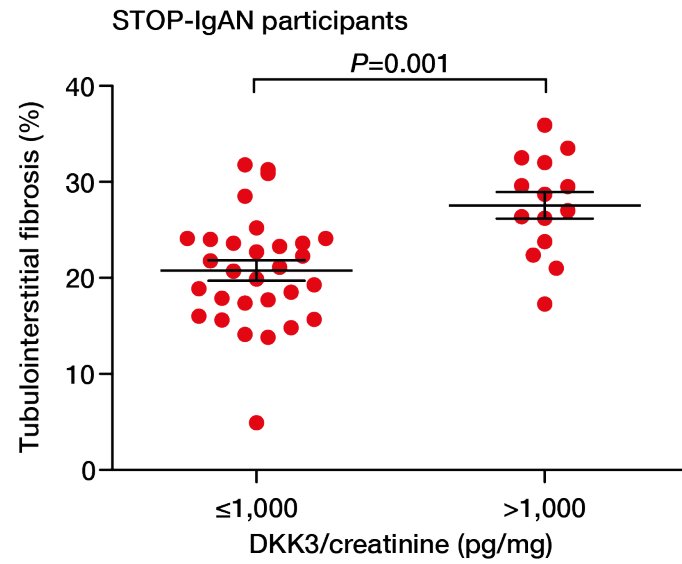 STOP-IgAN participants
P=0.001
Tubulointerstitial fibrosis (%)
40
30
20
10
0
≤1,000 >1,000
DKK3/creatinine (pg/mg)